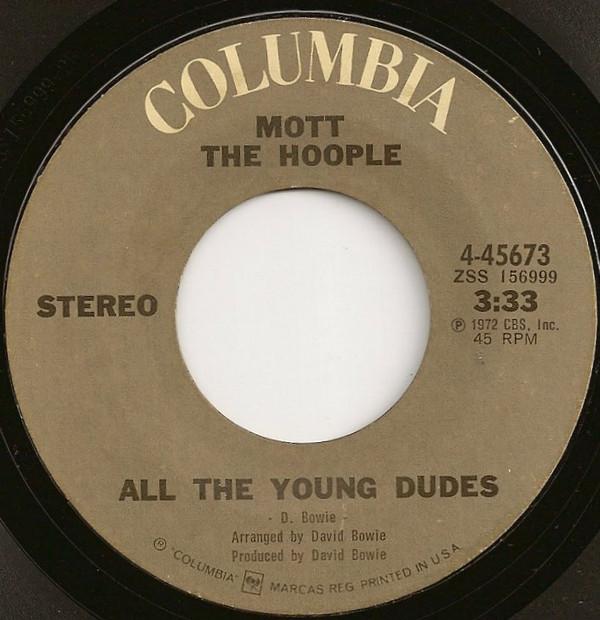 COLUMBIA
MOTT
THE HOOPLE
4-45673
ZSS 156999
STEREO
3:33
℗ 1972 CBS, Inc.
45 RPM
ALL THE YOUNG DUDES
- D. Bowie -
Arranged by David Bowie
Produced by David Bowie
® "COLUMBIA" MARCAS REG. PRINTED IN U.S.A.